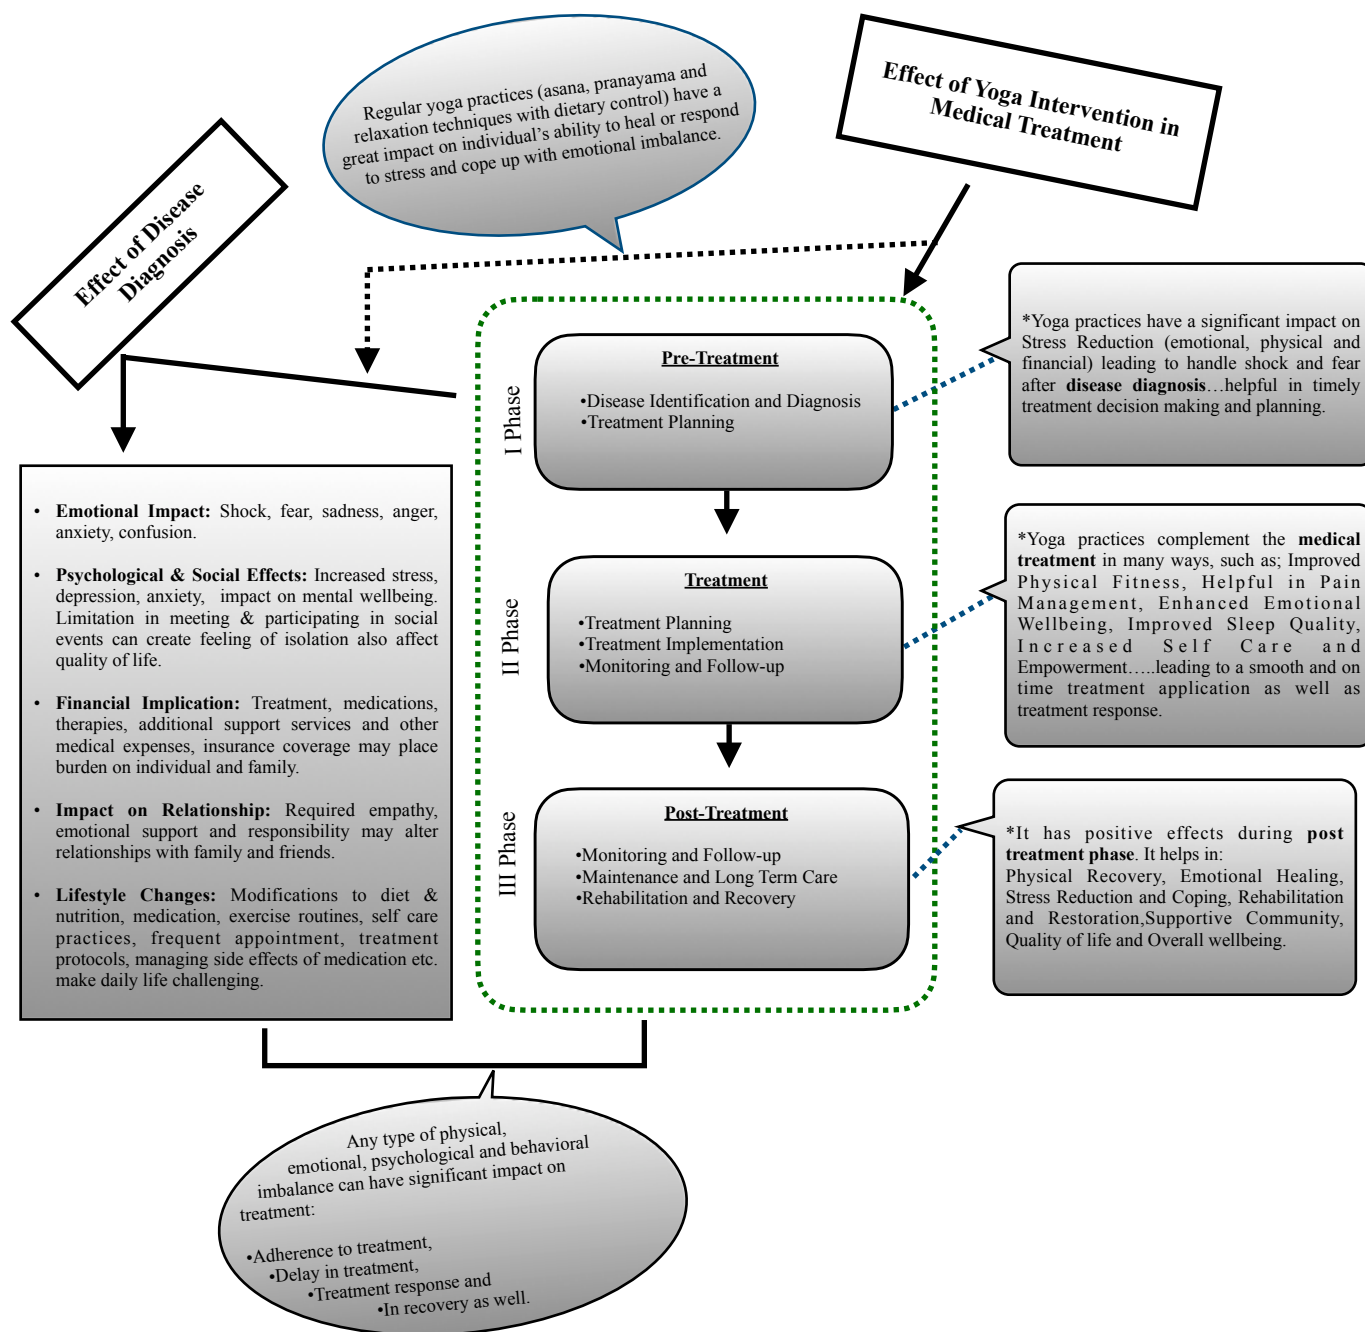 Regular yoga practices (asana, pranayama and
relaxation techniques with dietary control) have a
great impact on individual's ability to heal or respond
to stress and cope up with emotional imbalance.
Effect of Yoga Intervention in
Medical Treatment
Effect of Disease
Diagnosis
• Emotional Impact: Shock, fear, sadness, anger,
anxiety, confusion.
• Psychological & Social Effects: Increased stress,
depression, anxiety, impact on mental wellbeing.
Limitation in meeting & participating in social
events can create feeling of isolation also affect
quality of life.
• Financial Implication: Treatment, medications,
therapies, additional support services and other
medical expenses, insurance coverage may place
burden on individual and family.
• Impact on Relationship: Required empathy,
emotional support and responsibility may alter
relationships with family and friends.
• Lifestyle Changes: Modifications to diet &
nutrition, medication, exercise routines, self care
practices, frequent appointment, treatment
protocols, managing side effects of medication etc.
make daily life challenging.
I Phase
Pre-Treatment
•Disease Identification and Diagnosis
•Treatment Planning
II Phase
Treatment
•Treatment Planning
•Treatment Implementation
•Monitoring and Follow-up
III Phase
Post-Treatment
•Monitoring and Follow-up
•Maintenance and Long Term Care
•Rehabilitation and Recovery
*Yoga practices have a significant impact on
Stress Reduction (emotional, physical and
financial) leading to handle shock and fear
after disease diagnosis…helpful in timely
treatment decision making and planning.
*Yoga practices complement the medical
treatment in many ways, such as; Improved
Physical Fitness, Helpful in Pain
Management, Enhanced Emotional
Wellbeing, Improved Sleep Quality,
Increased Self Care and
Empowerment…..leading to a smooth and on
time treatment application as well as
treatment response.
*It has positive effects during post
treatment phase. It helps in:
Physical Recovery, Emotional Healing,
Stress Reduction and Coping, Rehabilitation
and Restoration,Supportive Community,
Quality of life and Overall wellbeing.
Any type of physical,
emotional, psychological and behavioral
imbalance can have significant impact on
treatment:
•Adherence to treatment,
•Delay in treatment,
•Treatment response and
•In recovery as well.